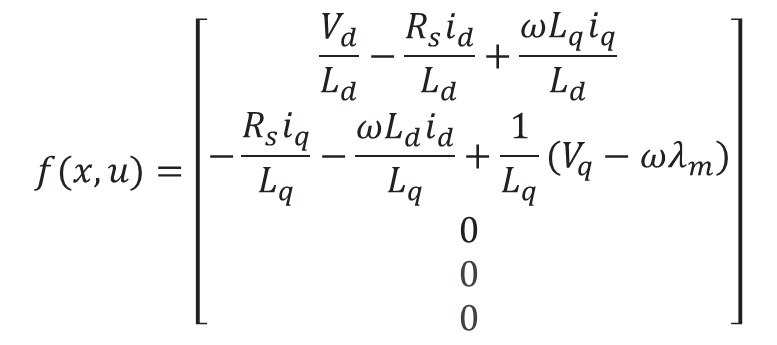 V_d/L_d − R_s i_d/L_d + ωL_q i_q/L_d
f(x,u) = [ −R_s i_q/L_q − ωL_d i_d/L_q + 1/L_q (V_q − ωλ_m) ]
0
0
0